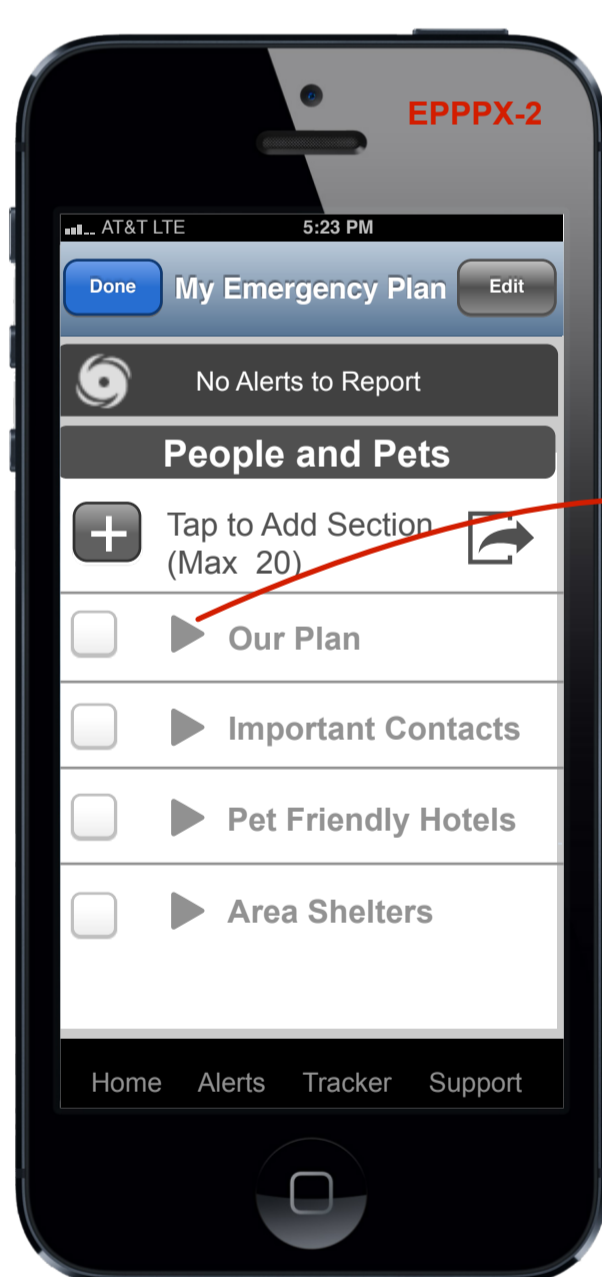 EPPPX-2
AT&T LTE 5:23 PM
Done My Emergency Plan Edit
No Alerts to Report
People and Pets
Tap to Add Section
(Max 20)
Our Plan
Important Contacts
Pet Friendly Hotels
Area Shelters
Home Alerts Tracker Support